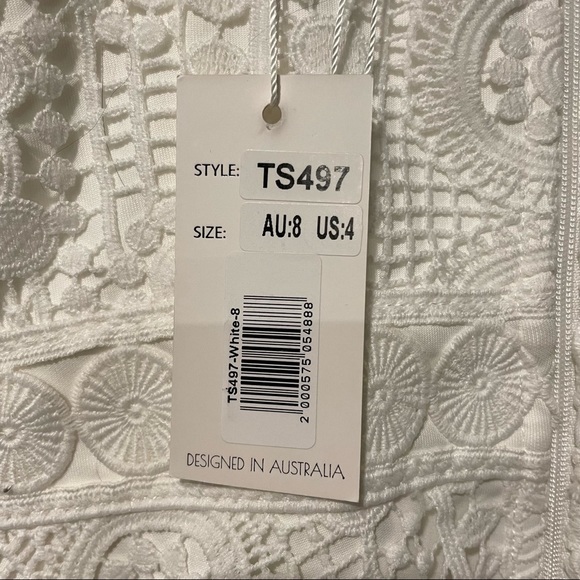 STYLE: TS497
SIZE: AU:8 US:4
TS497-White-8
2 000575 054888
DESIGNED IN AUSTRALIA